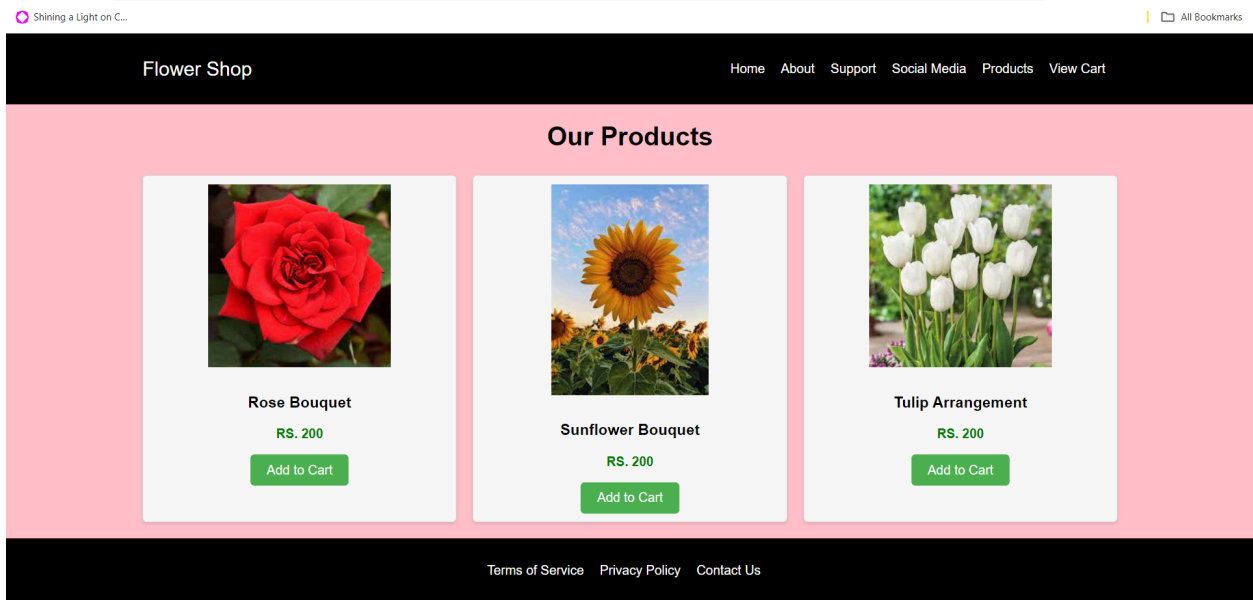 Shining a Light on C...
All Bookmarks
Flower Shop
Home About Support Social Media Products View Cart
Our Products
Rose Bouquet
RS. 200
Add to Cart
Sunflower Bouquet
RS. 200
Add to Cart
Tulip Arrangement
RS. 200
Add to Cart
Terms of Service Privacy Policy Contact Us